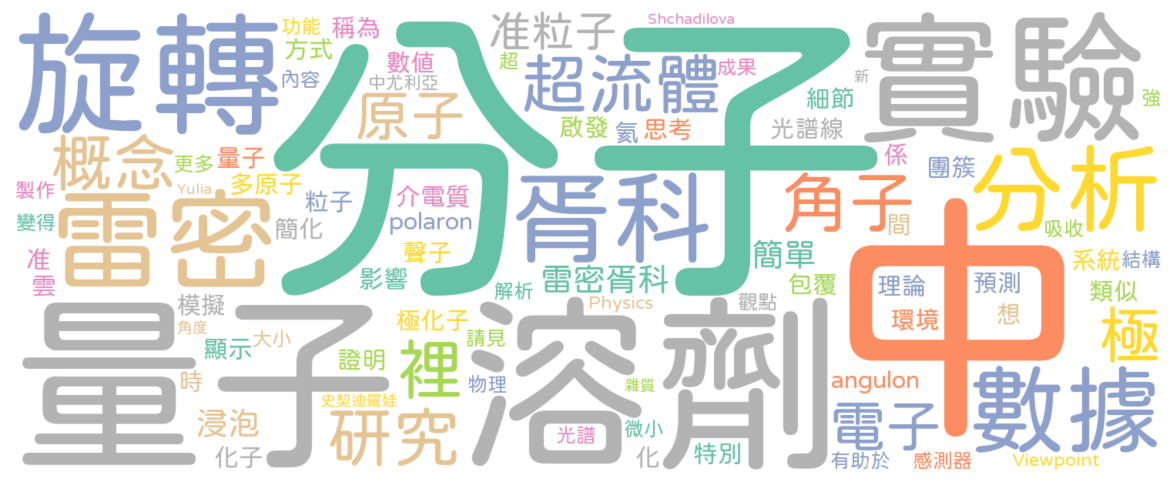 旋轉
分子
實驗
功能
稱為
准粒子
Shchadilova
方式
數值
超
超流體
成果
新
內容
中尤利亞
原子
細節
強
啟發
氦
思考
光譜線
概念
更多
量子
係
團簇
分析
製作
Yulia
多原子
粒子
介電質
胥科
角子
變得
雷密
簡化
polaron
間
吸收
准
聲子
簡單
中
系統
結構
雲
影響
雷密胥科
包覆
理論
預測
類似
解析
模擬
Physics
觀點
環境
想
量子
角度
極化子
溶劑
極
顯示
大小
請見
證明
裡
時
物理
雜質
angulon
數據
史契迪羅娃
浸泡
研究
光譜
微小
電子
化子
化
特別
有助於
感測器
Viewpoint